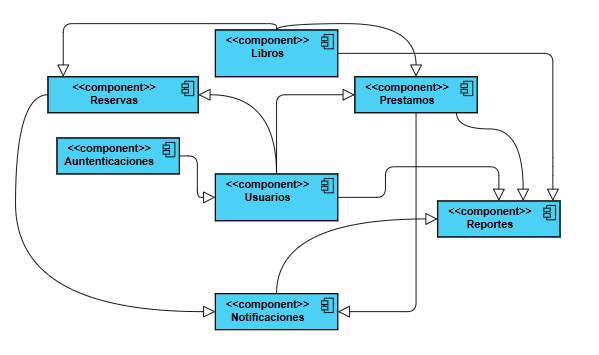 <<component>>
Libros
<<component>>
Reservas
<<component>>
Prestamos
<<component>>
Auntenticaciones
<<component>>
Usuarios
<<component>>
Reportes
<<component>>
Notificaciones